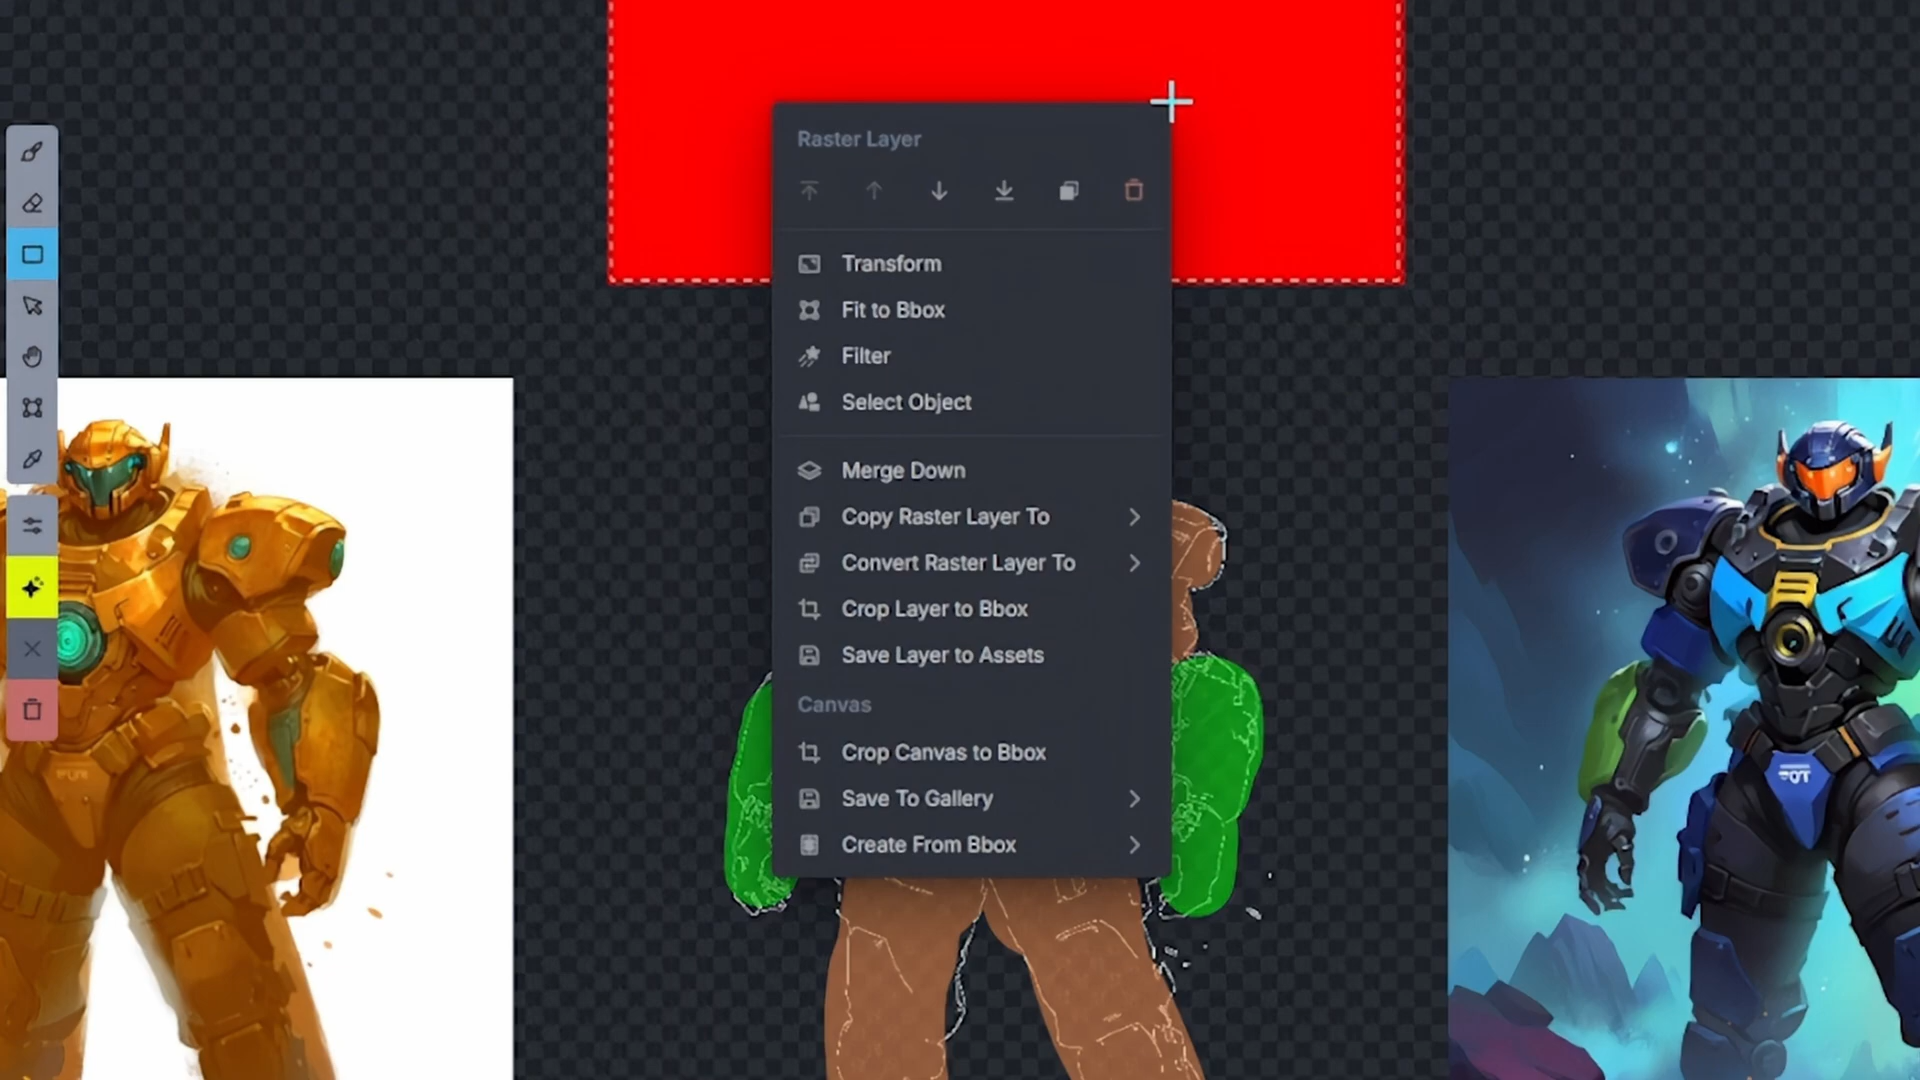 Raster Layer
Transform
Fit to Bbox
Filter
Select Object
Merge Down
Copy Raster Layer To
Convert Raster Layer To
Crop Layer to Bbox
Save Layer to Assets
Canvas
Crop Canvas to Bbox
Save To Gallery
Create From Bbox